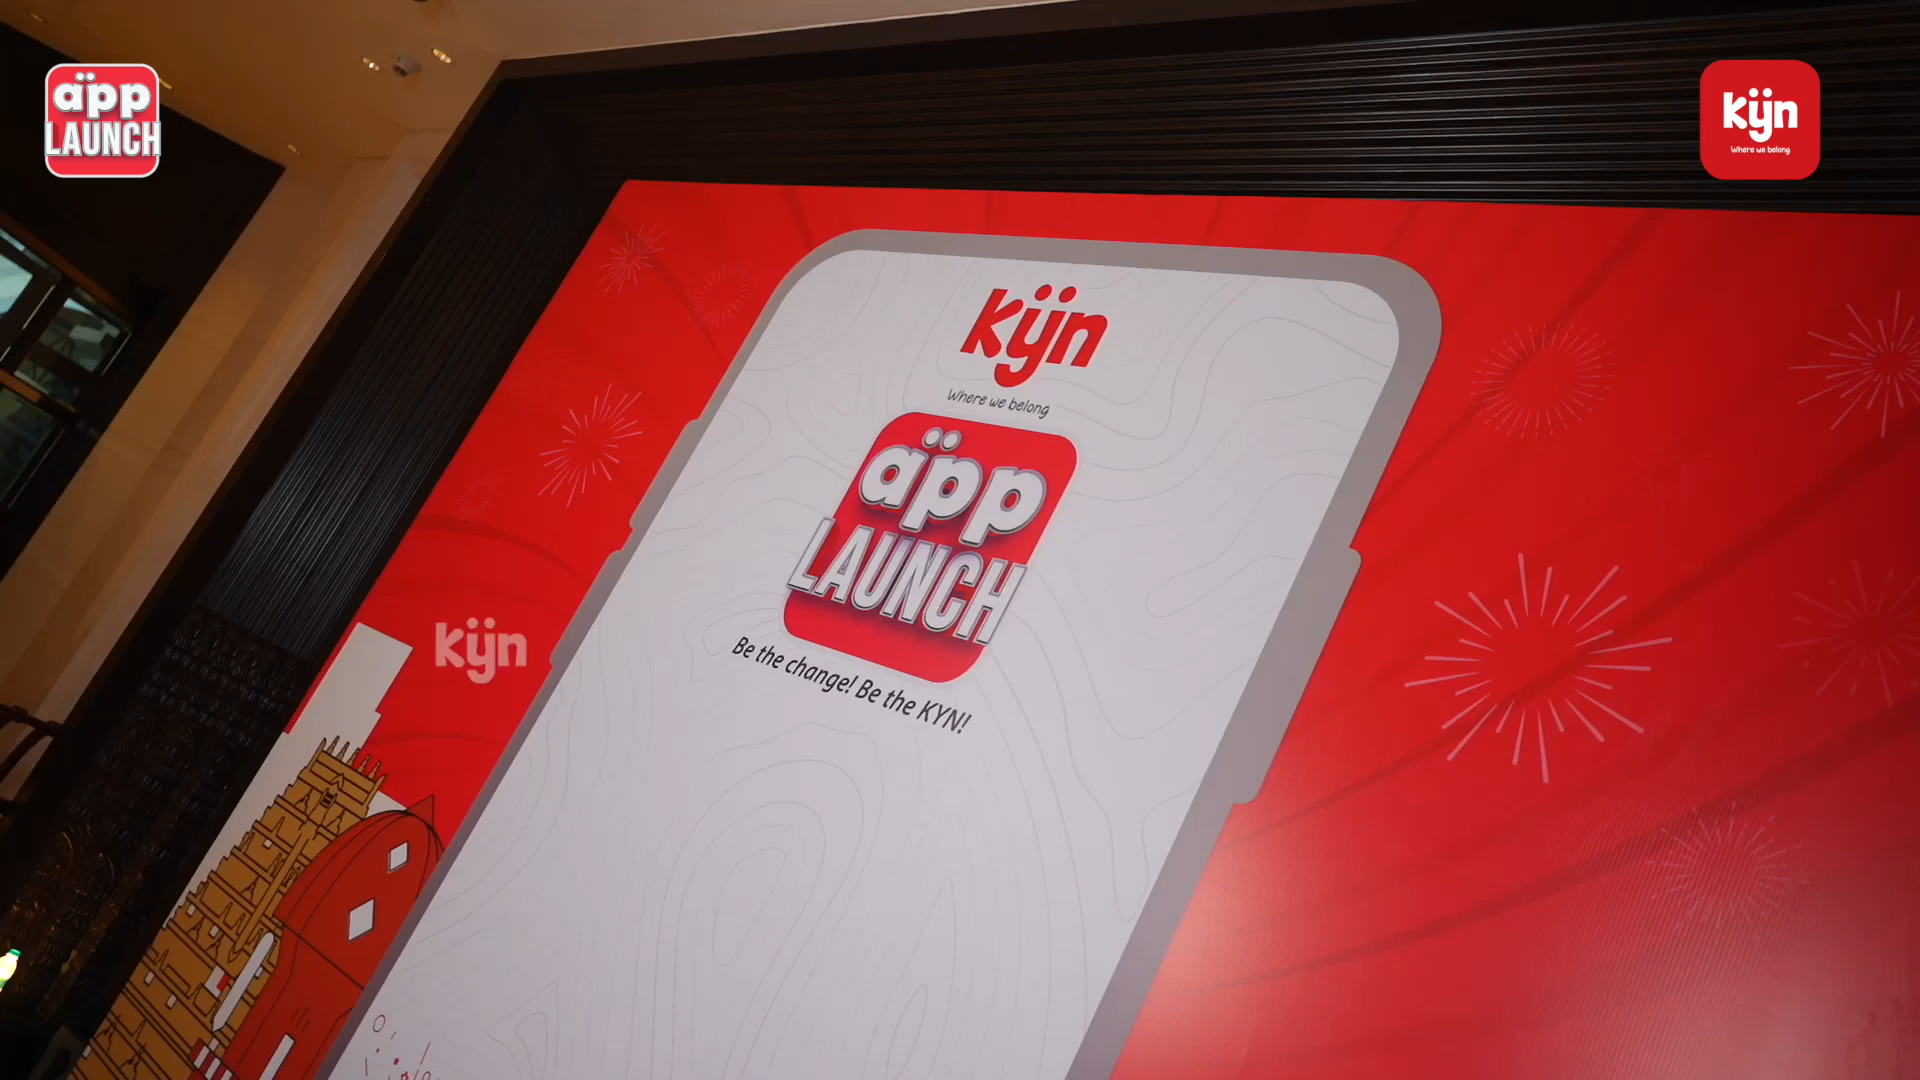 äpp
LAUNCH
kÿn
Where we belong
kÿn
Where we belong
äpp
LAUNCH
Be the change! Be the KYN!
kÿn